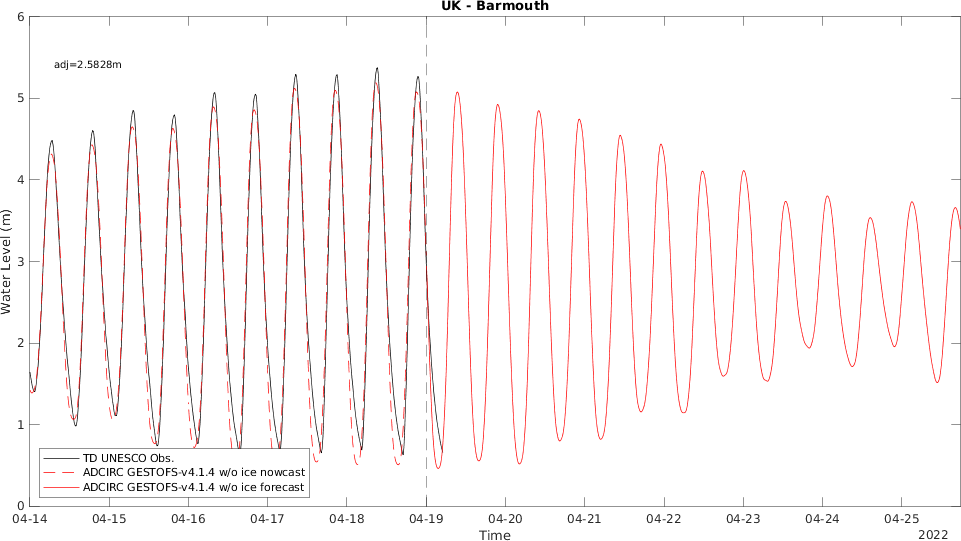 UK - Barmouth
6
5
4
3
2
1
0
Water Level (m)
adj=2.5828m
TD UNESCO Obs.
ADCIRC GESTOFS-v4.1.4 w/o ice nowcast
ADCIRC GESTOFS-v4.1.4 w/o ice forecast
04-14 04-15 04-16 04-17 04-18 04-19 04-20 04-21 04-22 04-23 04-24 04-25
Time
2022